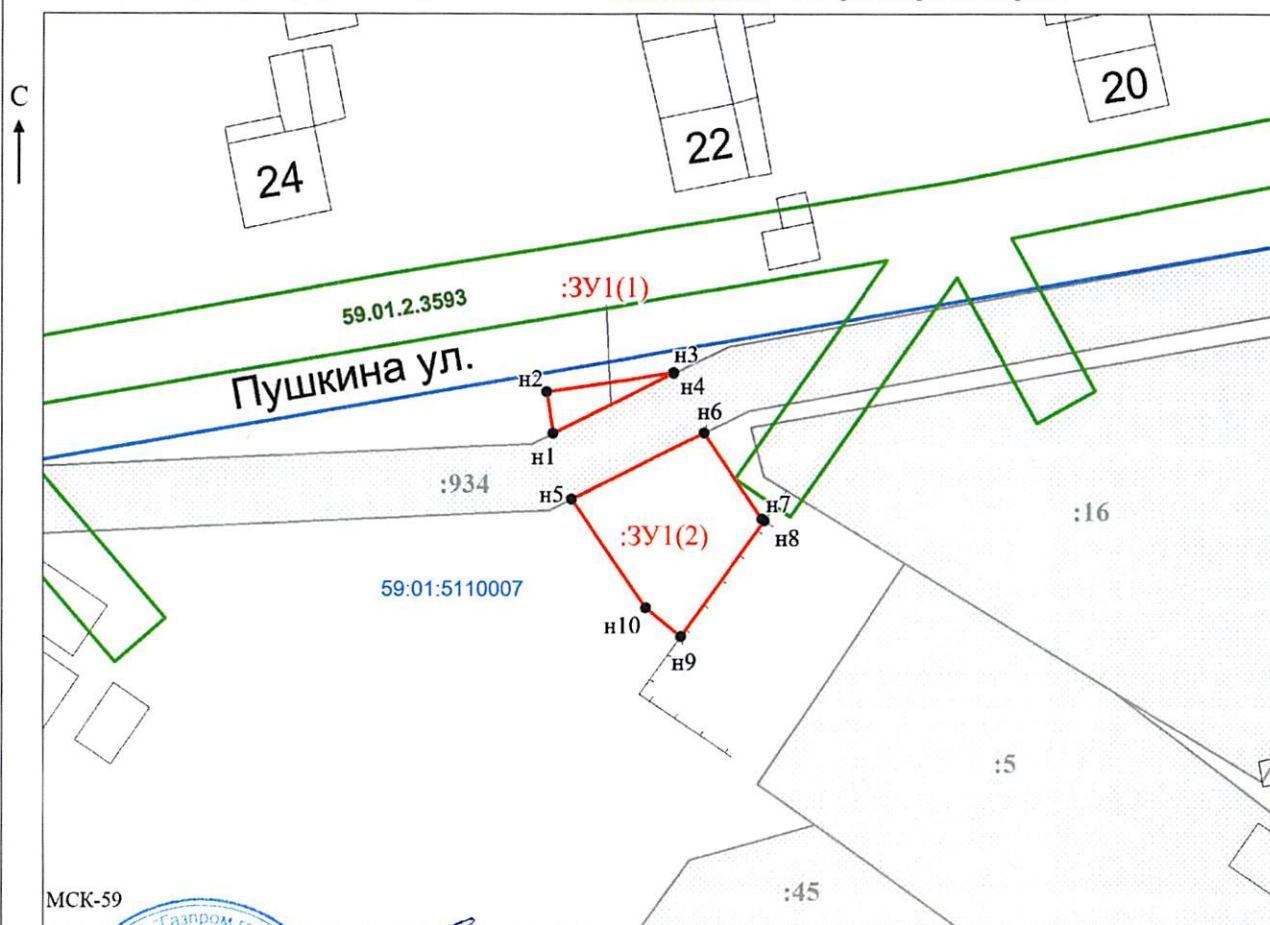 С
20
22
24
:ЗУ1(1)
59.01.2.3593
Пушкина ул.
н3
н2
н4
н6
н1
:934
н5
н7
:16
:ЗУ1(2)
н8
59:01:5110007
н10
н9
:5
:45
МСК-59
"Газпром